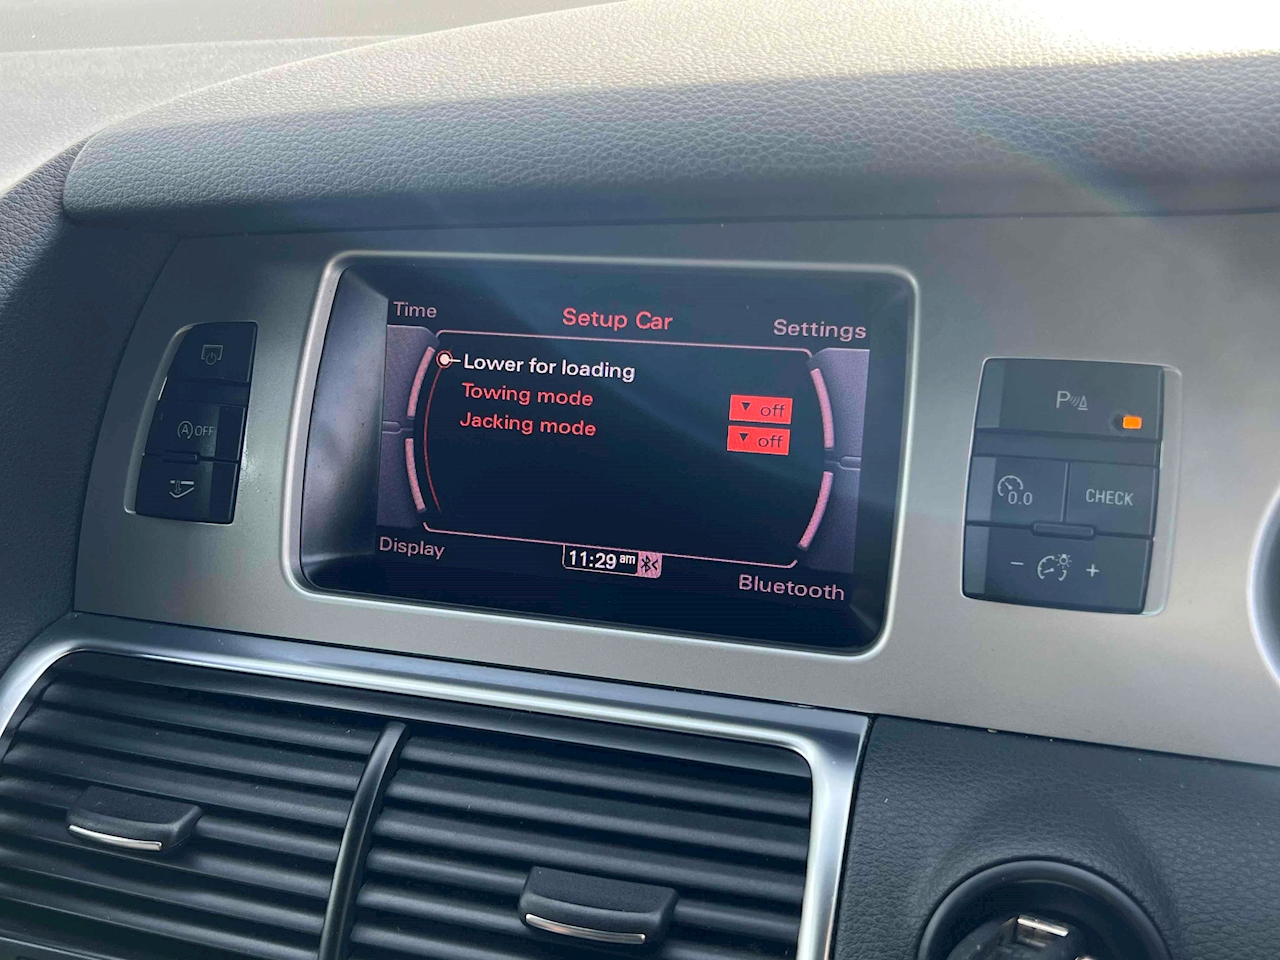 Time
Setup Car
Settings
Lower for loading
Towing mode
▼ off
Jacking mode
▼ off
Display
11:29 am
Bluetooth
(A) OFF
P
0.0
CHECK
− +